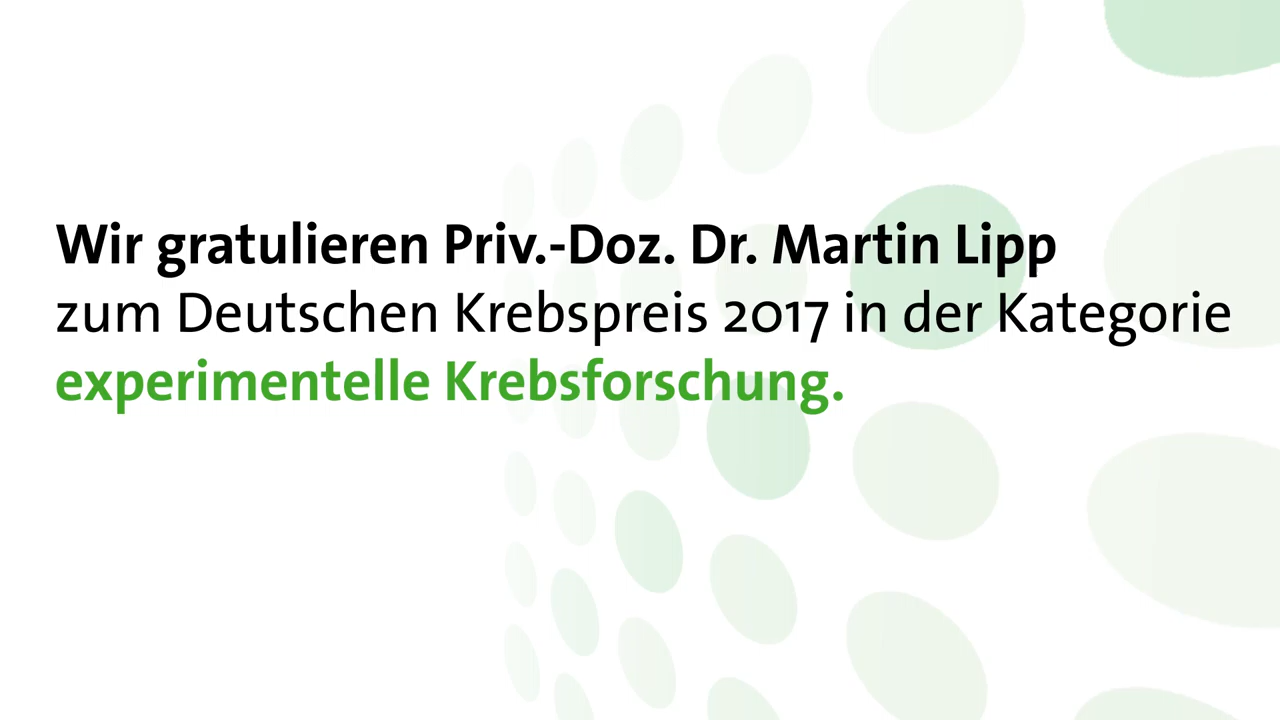 Wir gratulieren Priv.-Doz. Dr. Martin Lipp
zum Deutschen Krebspreis 2017 in der Kategorie
experimentelle Krebsforschung.